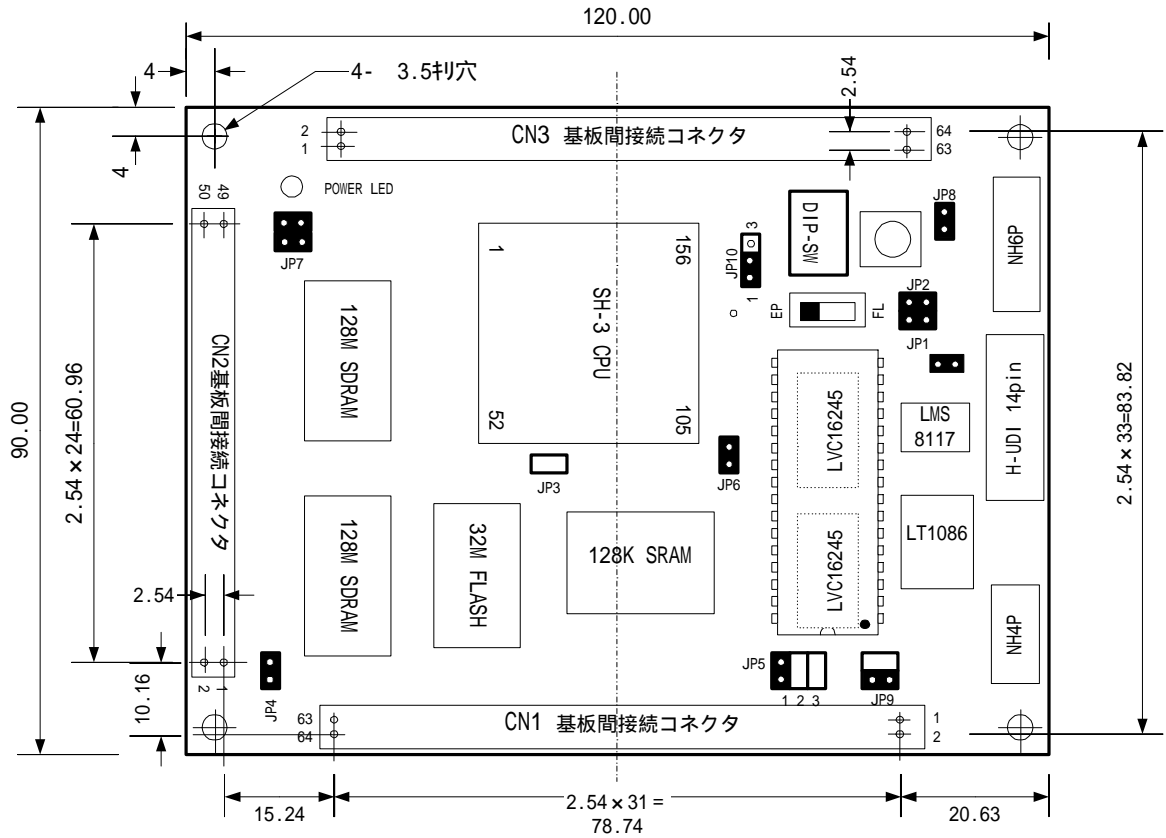 120.00
4
4-   3.5ｷﾘ穴
2.54
4
2
1
CN3 基板間接続コネクタ
64
63
50
49
POWER LED
JP7
1
156
SH-3 CPU
52
105
3
JP10
1
DIP-SW
JP8
NH6P
EP
FL
JP2
JP1
128M SDRAM
CN2基板間接続コネクタ
2.54×24=60.96
90.00
LVC16245
LMS
8117
H-UDI 14pin
2.54×33=83.82
JP3
JP6
128M SDRAM
32M FLASH
128K SRAM
LVC16245
LT1086
2.54
NH4P
2
1
JP4
10.16
JP5
1 2 3
JP9
63
64
CN1 基板間接続コネクタ
1
2
15.24
2.54×31=
78.74
20.63